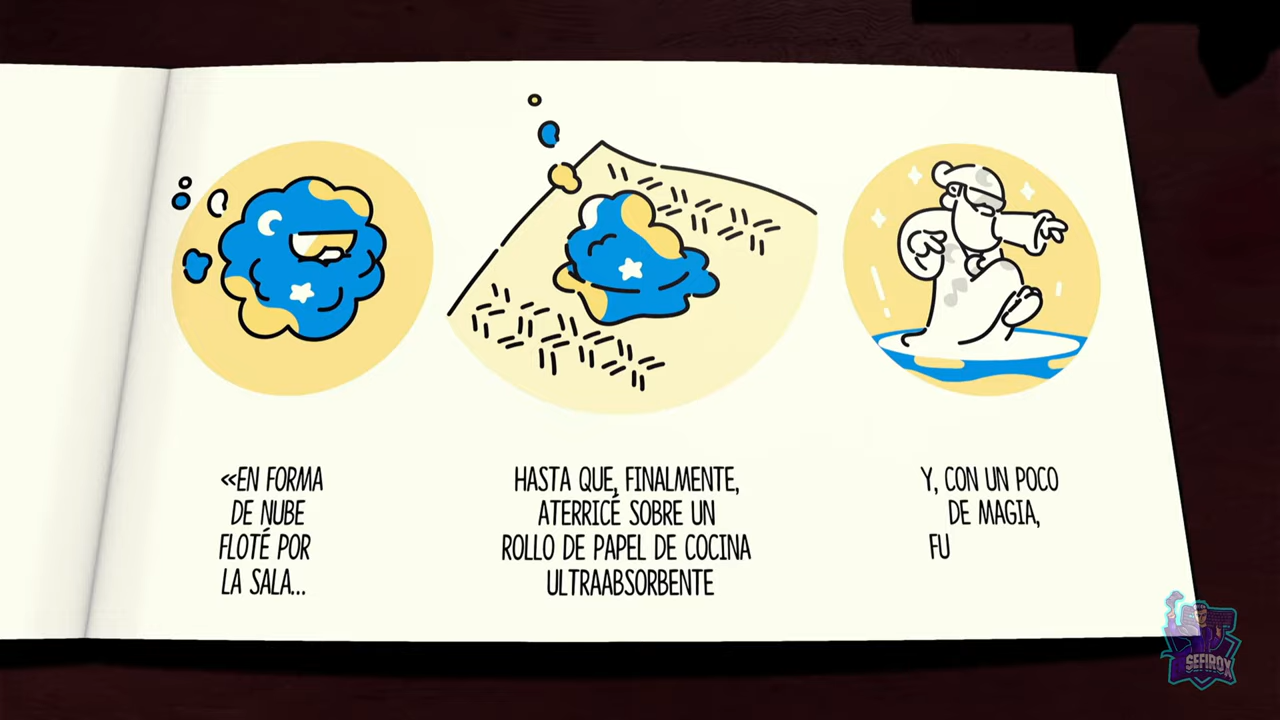 «EN FORMA
DE NUBE
FLOTÉ POR
LA SALA...
HASTA QUE, FINALMENTE,
ATERRICÉ SOBRE UN
ROLLO DE PAPEL DE COCINA
ULTRAABSORBENTE
Y, CON UN POCO
DE MAGIA,
FU
SEFIROX